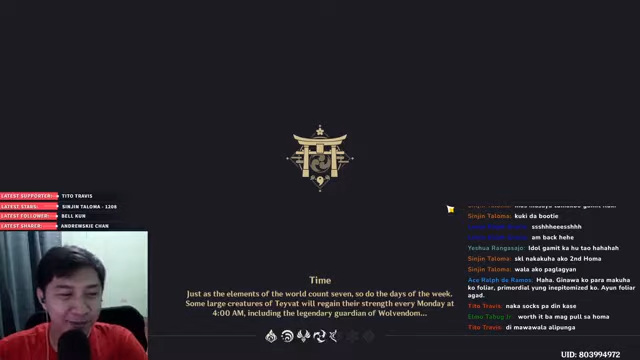 LATEST SUPPORTER: TITO TRAVIS
LATEST STARS: SINJIN TALOMA - 1208
LATEST FOLLOWER: BELL KUN
LATEST SHARER: ANDREWSKIE CHAN
Time
Just as the elements of the world count seven, so do the days of the week.
Some large creatures of Teyvat will regain their strength every Monday at
4:00 AM, including the legendary guardian of Wolvendom...
Sinjin Taloma: kuki da bootie
ssshhheeesshhh
am back hehe
Yeshua Rangasajo: Idol gamit ka hu tao hahahah
Sinjin Taloma: skl nakakuha ako 2nd Homa
Sinjin Taloma: wala ako paglagyan
Ace Ralph de Ramos: Haha. Ginawa ko para makuha
ko foliar, primordial yung inepitomized ko. Ayun foliar
agad.
Tito Travis: naka socks pa din kase
Elmo Tabug Jr: worth it ba mag pull sa homa
Tito Travis: di mawawala alipunga
UID: 803994972